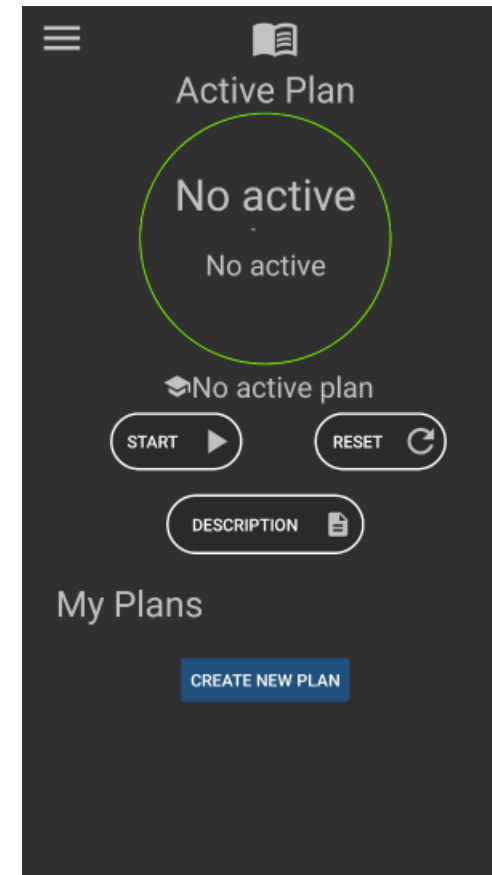 Active Plan
No active
-
No active
No active plan
START
RESET
DESCRIPTION
My Plans
CREATE NEW PLAN